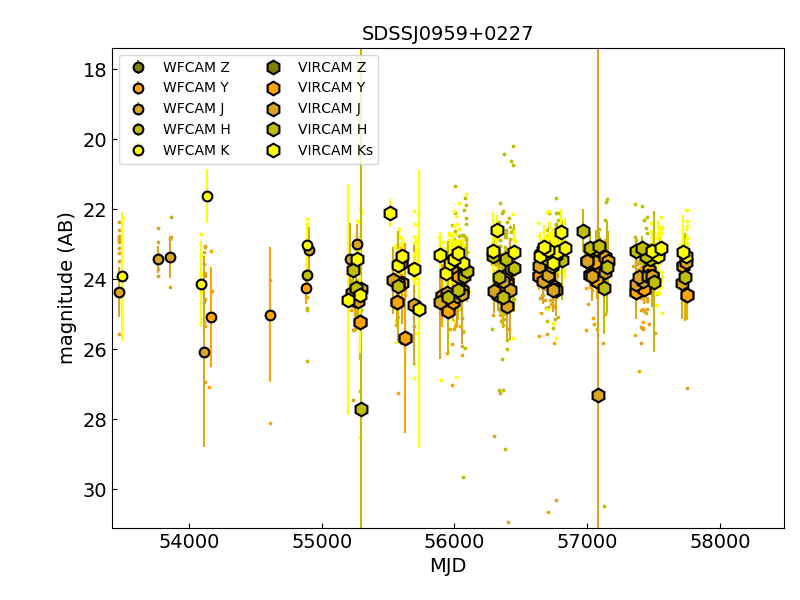 SDSSJ0959+0227
WFCAM Z
WFCAM Y
WFCAM J
WFCAM H
WFCAM K
VIRCAM Z
VIRCAM Y
VIRCAM J
VIRCAM H
VIRCAM Ks
magnitude (AB)
18
20
22
24
26
28
30
54000 55000 56000 57000 58000
MJD